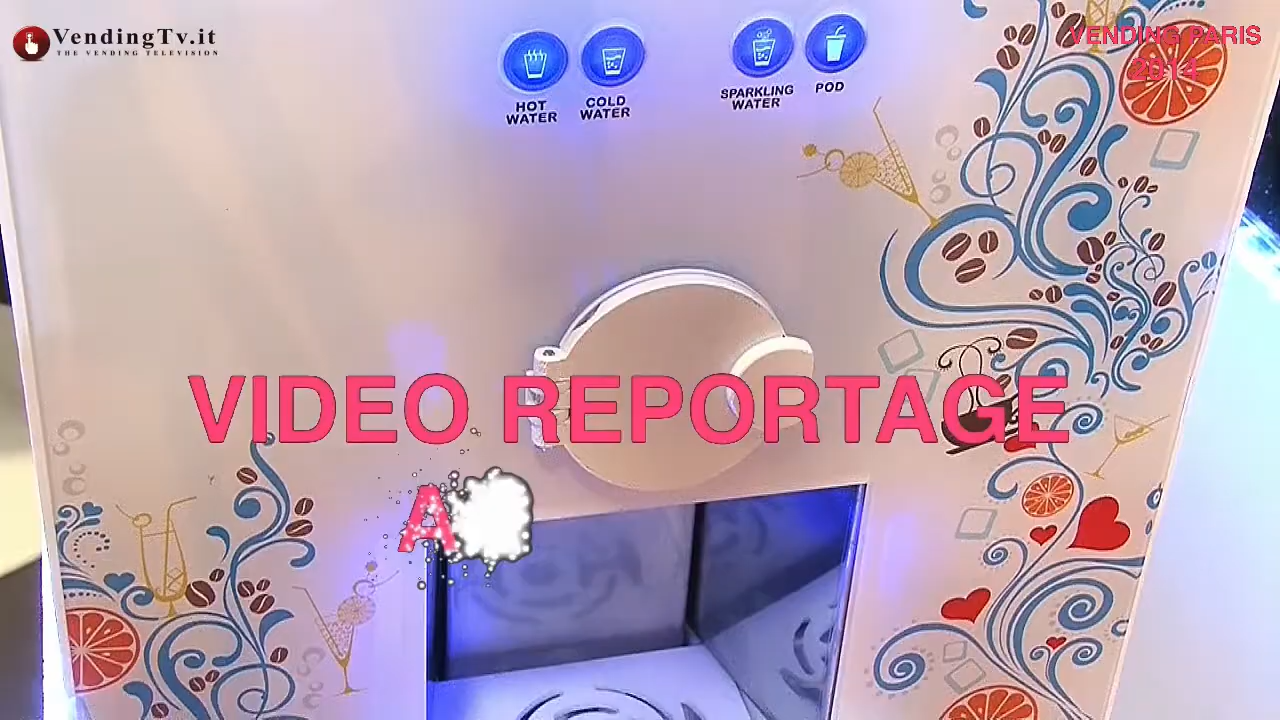 VendingTv.it
THE VENDING TELEVISION
VENDING PARIS
2014
HOT
WATER
COLD
WATER
SPARKLING
WATER
POD
VIDEO REPORTAGE
A